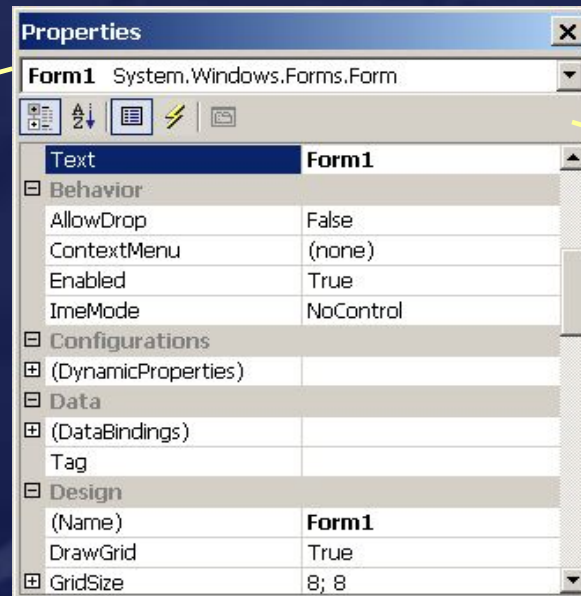 Properties
Form1 System.Windows.Forms.Form
Text Form1
Behavior
AllowDrop False
ContextMenu (none)
Enabled True
ImeMode NoControl
Configurations
(DynamicProperties)
Data
(DataBindings)
Tag
Design
(Name) Form1
DrawGrid True
GridSize 8; 8